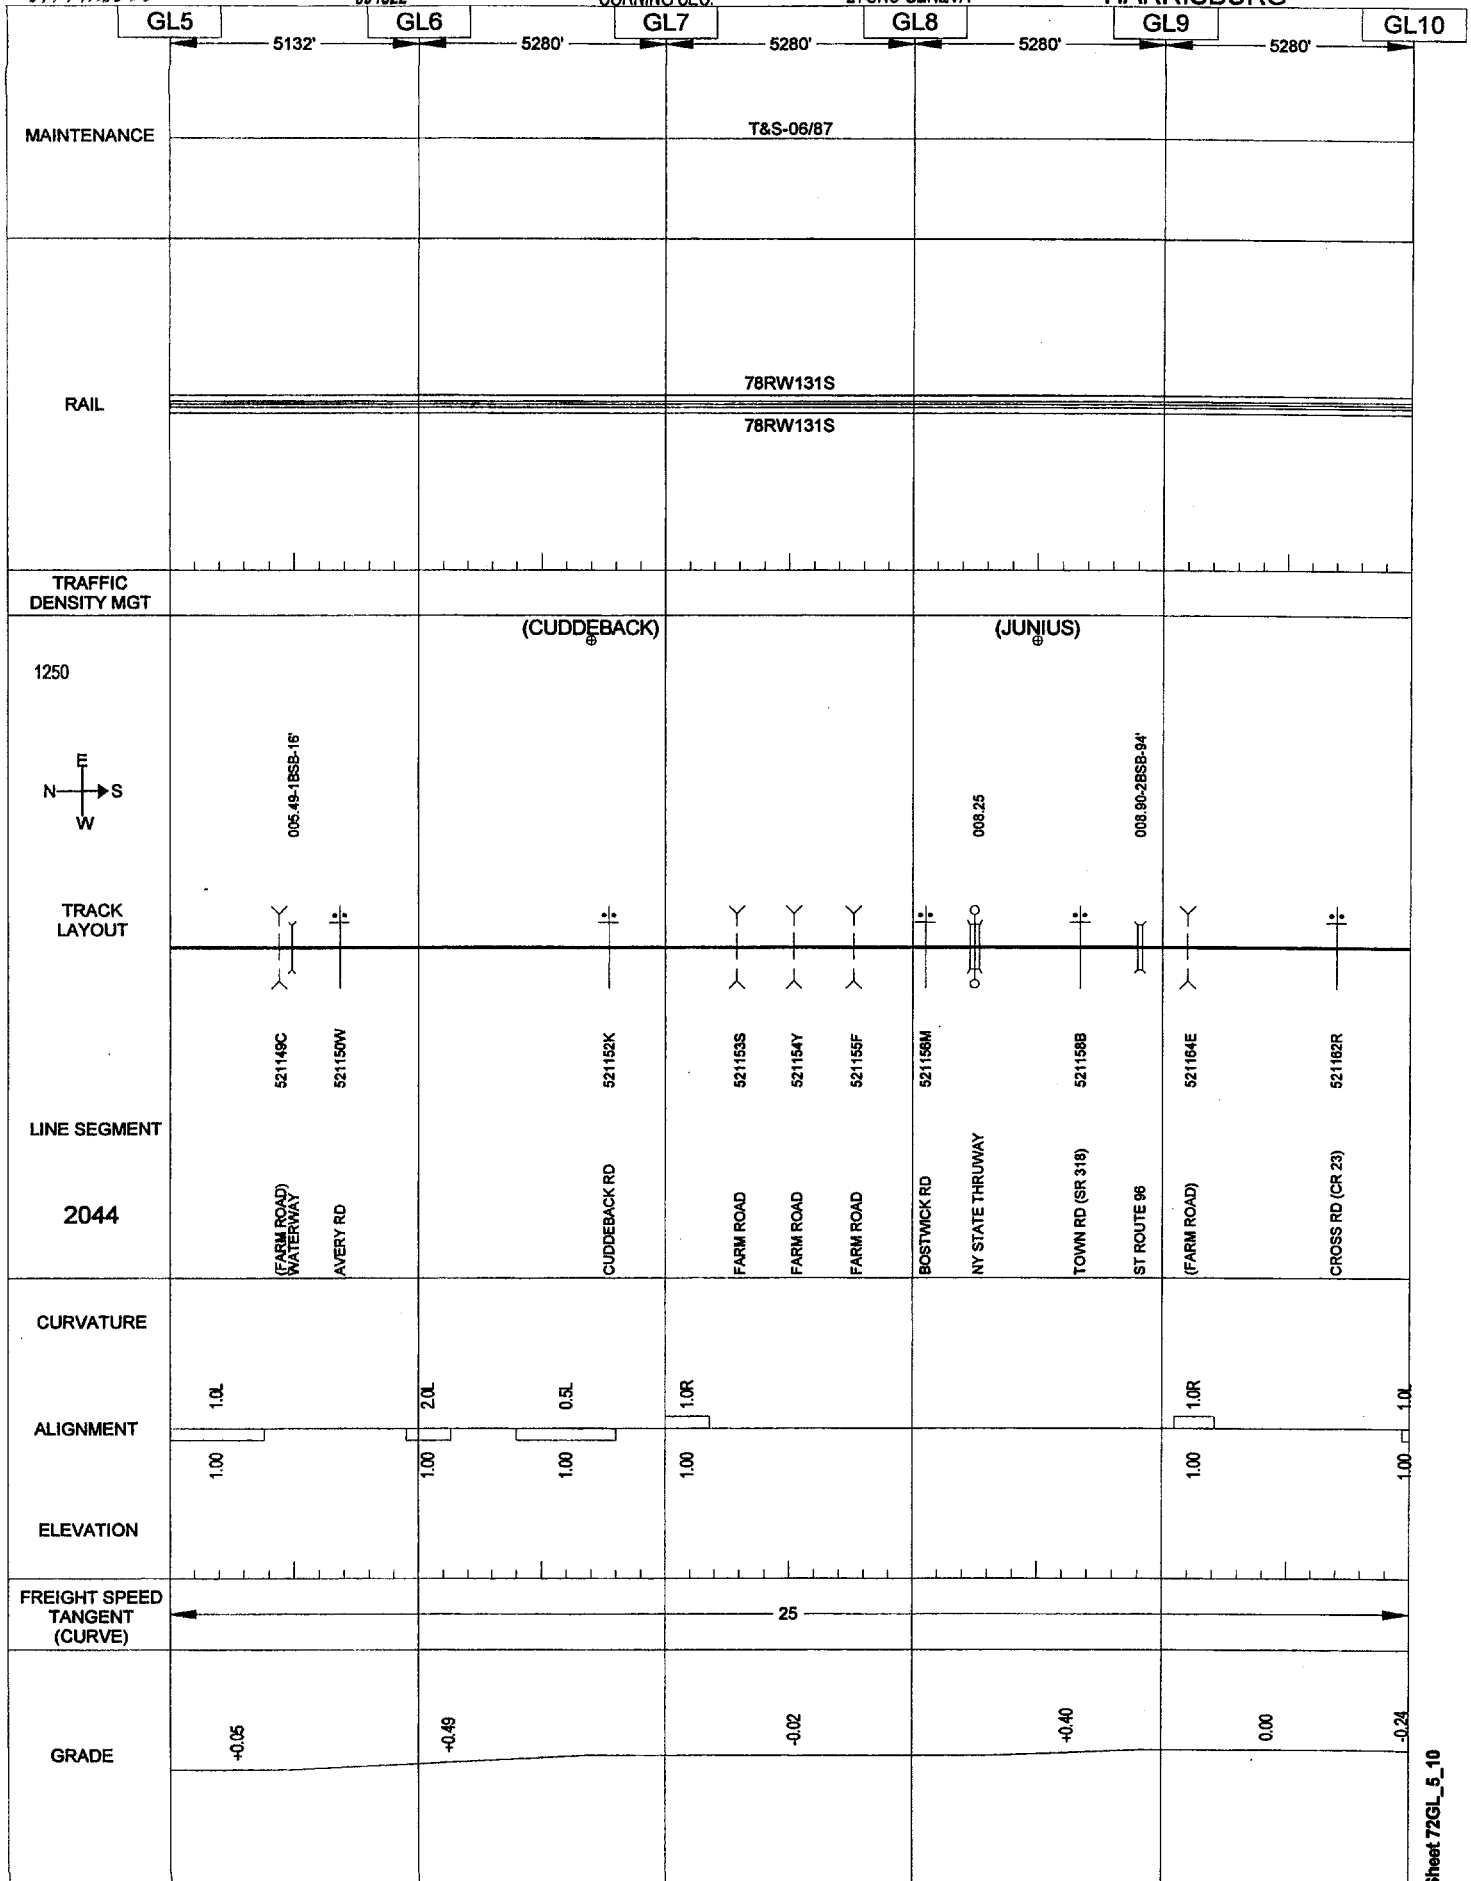 HARRISBURG
GL5 GL6 GL7 GL8 GL9 GL10
5132' 5280' 5280' 5280' 5280'
MAINTENANCE
T&S-06/87
78RW131S
RAIL
78RW131S
TRAFFIC
DENSITY MGT
(CUDDEBACK) (JUNIUS)
1250
E
N S
W
005.49-1BSB-16'
008.25
008.90-2BSB-94'
TRACK
LAYOUT
521149C
521150W
521152K
521153S
521154Y
521155F
521156M
521158B
521164E
521162R
LINE SEGMENT
2044
(FARM ROAD)
WATERWAY
AVERY RD
CUDDEBACK RD
FARM ROAD
FARM ROAD
FARM ROAD
BOSTWICK RD
NY STATE THRUWAY
TOWN RD (SR 318)
ST ROUTE 96
(FARM ROAD)
CROSS RD (CR 23)
CURVATURE
1.0L 2.0L 0.5L 1.0R 1.0R 1.0L
ALIGNMENT
1.00 1.00 1.00 1.00 1.00 1.00
ELEVATION
FREIGHT SPEED
TANGENT
(CURVE)
25
GRADE
+0.05 +0.49 -0.02 +0.40 0.00 -0.24
Sheet 72GL_5_10